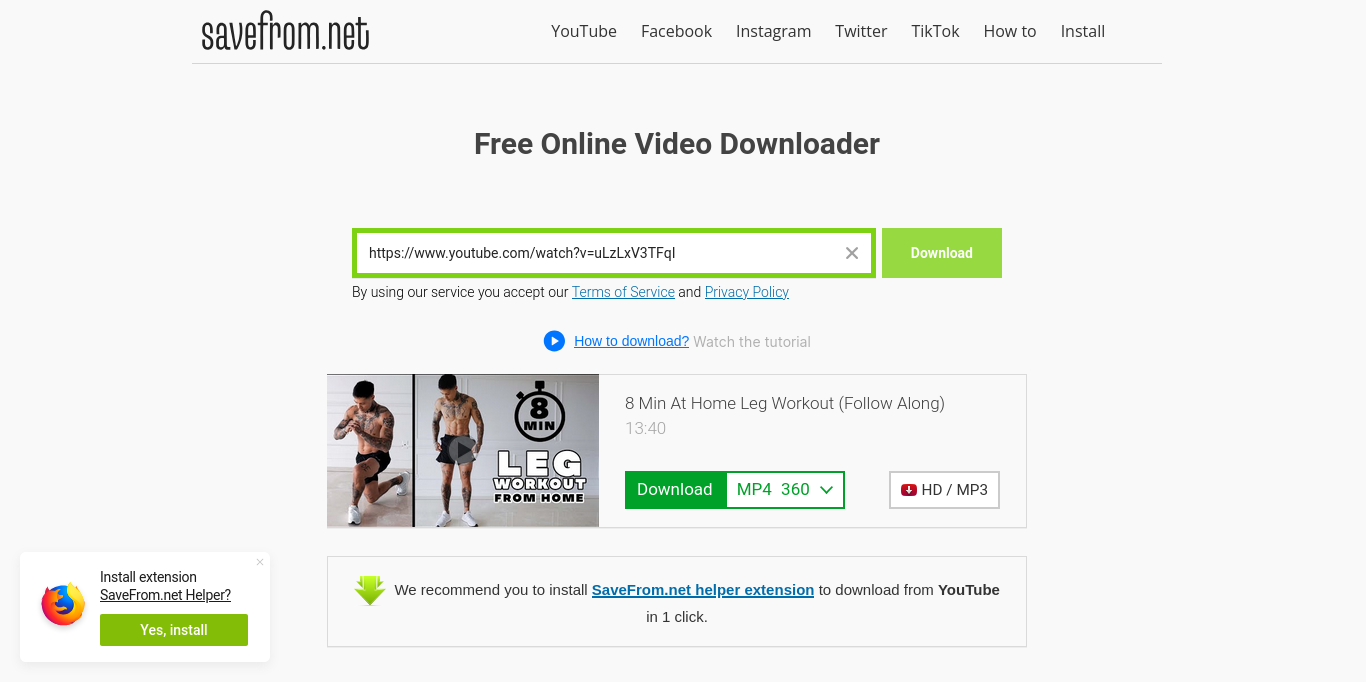 savefrom.net
YouTube Facebook Instagram Twitter TikTok How to Install
Free Online Video Downloader
https://www.youtube.com/watch?v=uLzLxV3TFqI
Download
By using our service you accept our Terms of Service and Privacy Policy
How to download? Watch the tutorial
8
MIN
LEG
WORKOUT
FROM HOME
8 Min At Home Leg Workout (Follow Along)
13:40
Download MP4 360
HD / MP3
We recommend you to install SaveFrom.net helper extension to download from YouTube
in 1 click.
Install extension
SaveFrom.net Helper?
Yes, install